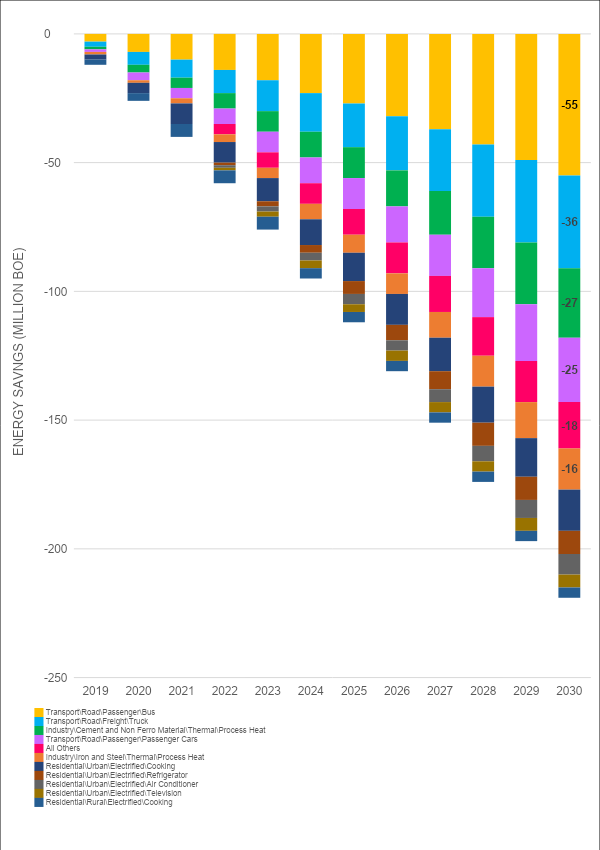 0
-50
-100
-150
-200
-250
ENERGY SAVNGS (MILLION BOE)
-55
-36
-27
-25
-18
-16
2019 2020 2021 2022 2023 2024 2025 2026 2027 2028 2029 2030
Transport\Road\Passenger\Bus
Transport\Road\Freight\Truck
Industry\Cement and Non Ferro Material\Thermal\Process Heat
Transport\Road\Passenger\Passenger Cars
All Others
Industry\Iron and Steel\Thermal\Process Heat
Residential\Urban\Electrified\Cooking
Residential\Urban\Electrified\Refrigerator
Residential\Urban\Electrified\Air Conditioner
Residential\Urban\Electrified\Television
Residential\Rural\Electrified\Cooking